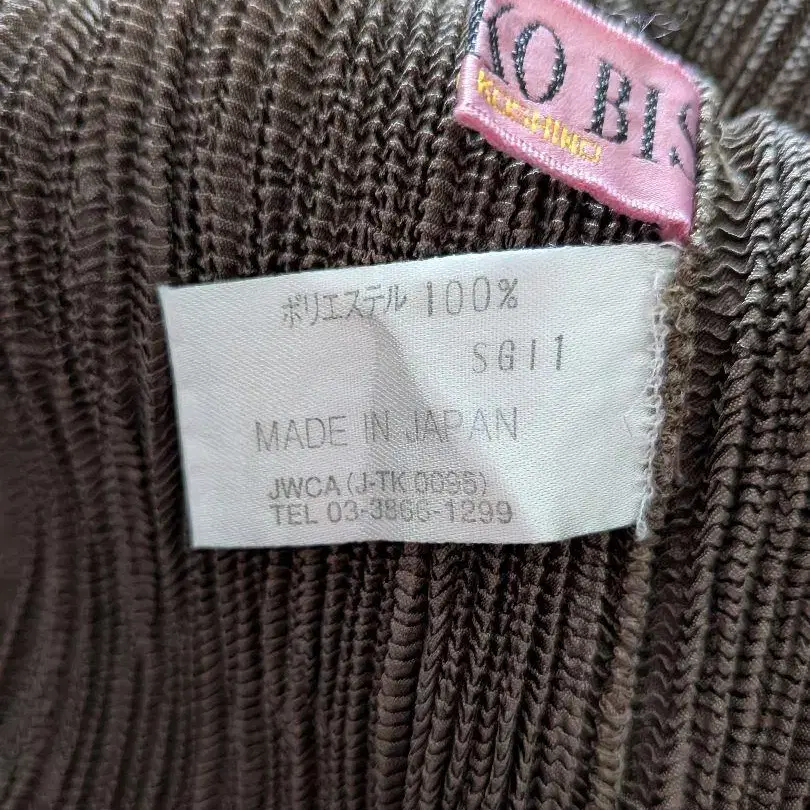 KO BIS
KOSHINO
ポリエステル 100%
SG11
MADE IN JAPAN
JWCA (J-TK 0095)
TEL 03-3866-1299